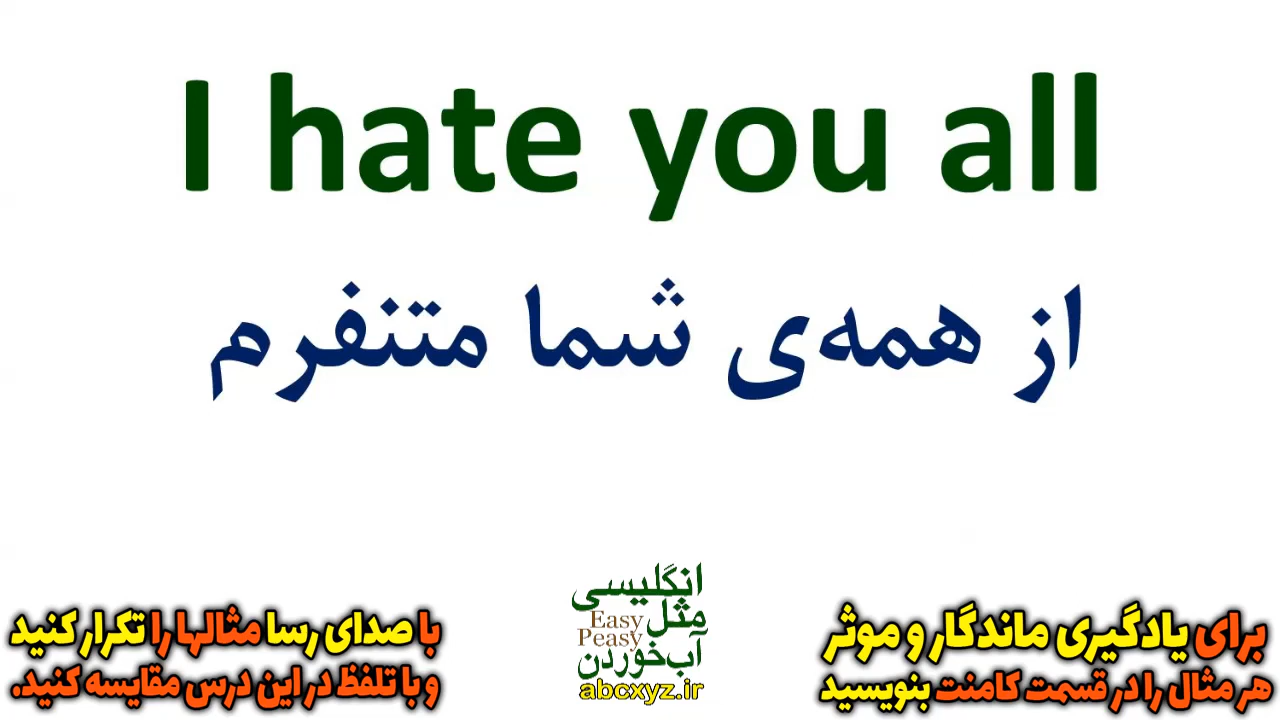 I hate you all
از همه‌ی شما متنفرم
برای یادگیری ماندگار و موثر
هر مثال را در قسمت کامنت بنویسید
انگلیسی
مثل
Easy
Peasy
آب‌خوردن
abcxyz.ir
با صدای رسا مثالها را تکرار کنید
و با تلفظ در این درس مقایسه کنید.